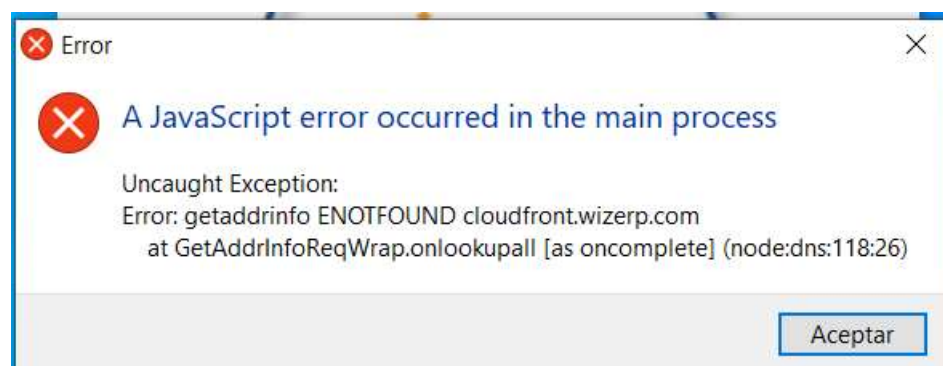 Error
A JavaScript error occurred in the main process
Uncaught Exception:
Error: getaddrinfo ENOTFOUND cloudfront.wizerp.com
at GetAddrInfoReqWrap.onlookupall [as oncomplete] (node:dns:118:26)
Aceptar